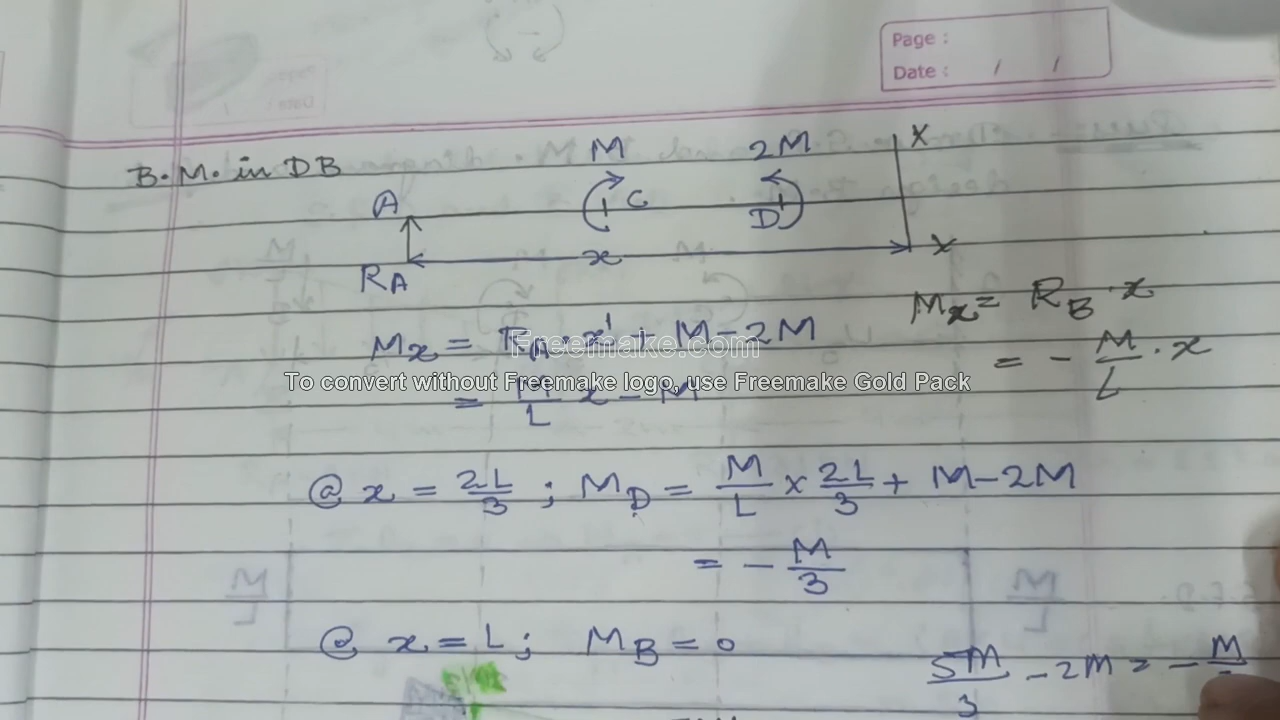 Page :
Date : / /
B.M. in DB
M 2M X
A C D
x X
RA
Mx = RB · x
Mx = RA · x' + M - 2M
= - M/L · x
Freemake.com
To convert without Freemake logo, use Freemake Gold Pack
= M/L x - M
@ x = 2L/3 ; MD = M/L × 2L/3 + M - 2M
= - M/3
@ x = L ; MB = 0
5M/3 - 2M = - M